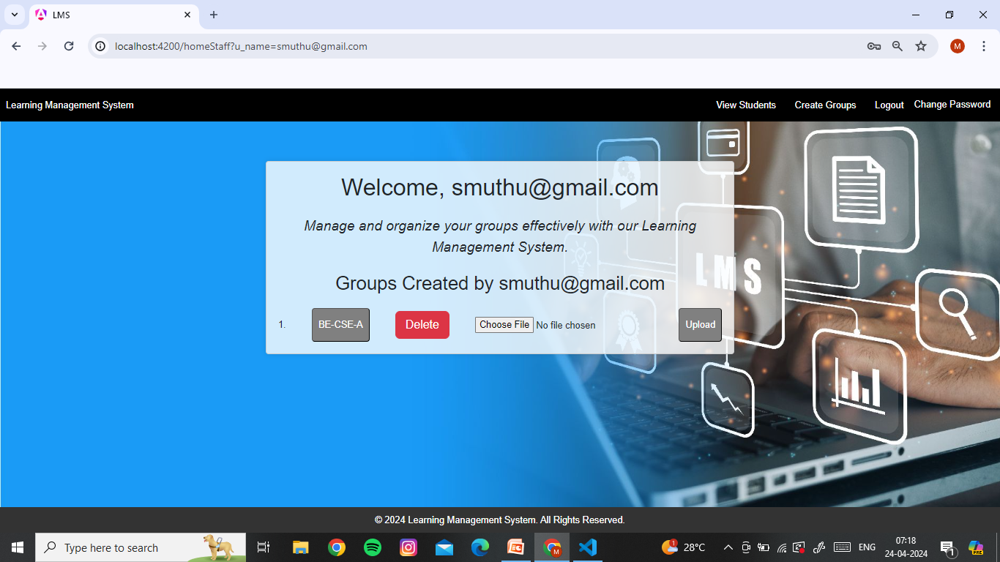 LMS
localhost:4200/homeStaff?u_name=smuthu@gmail.com
M
Learning Management System
View Students
Create Groups
Logout
Change Password
Welcome, smuthu@gmail.com
Manage and organize your groups effectively with our Learning
Management System.
LMS
Groups Created by smuthu@gmail.com
1.
BE-CSE-A
Delete
Choose File No file chosen
Upload
© 2024 Learning Management System. All Rights Reserved.
Type here to search
M
1
28°C
ENG
07:18
24-04-2024
1
PRE